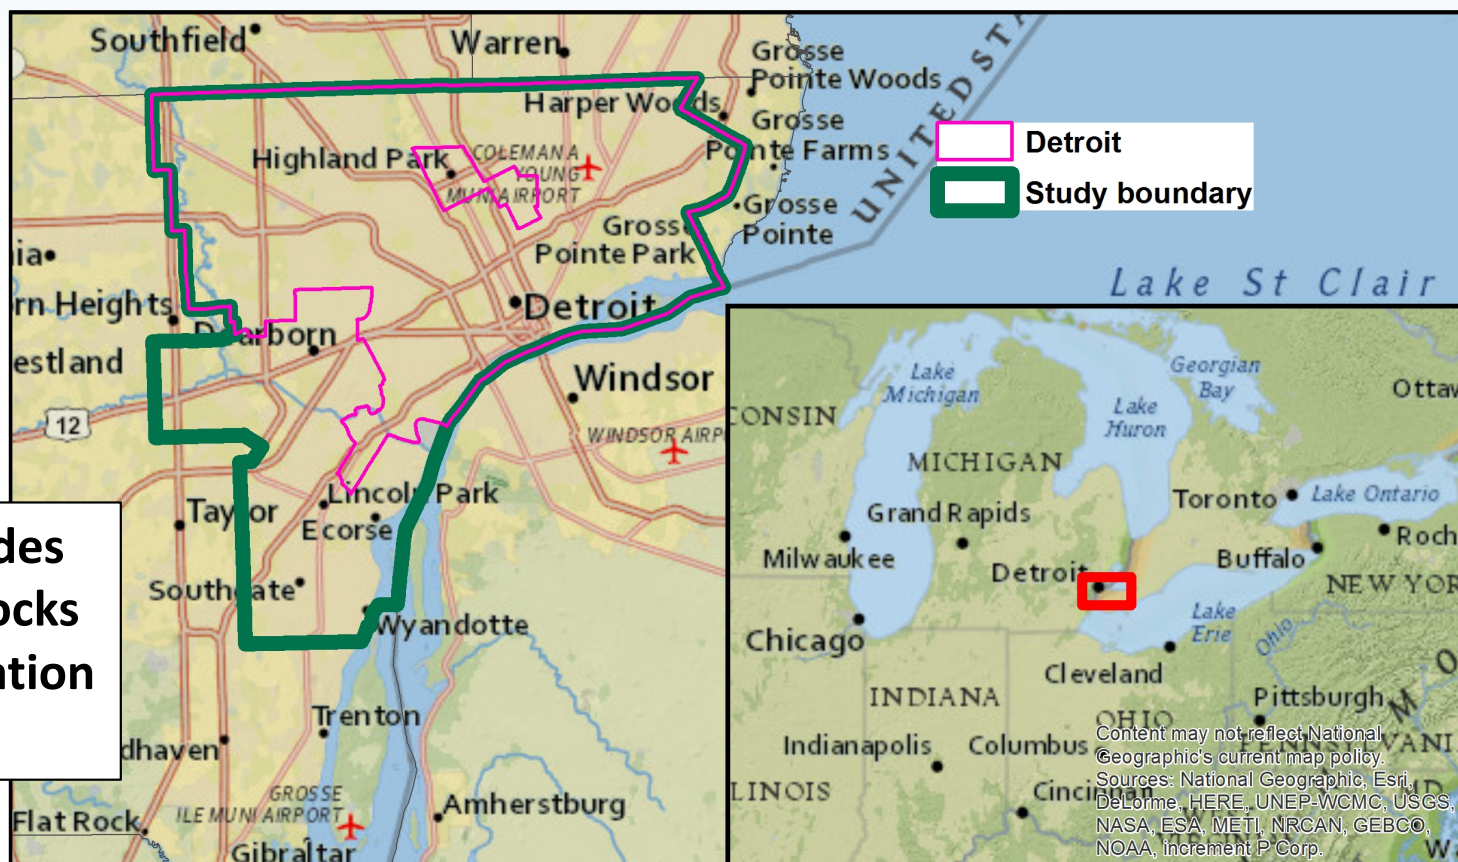 Southfield
Warren
Grosse
Pointe Woods
Harper Woods
Grosse
Pointe Farms
Highland Park
COLEMAN A
YOUNG
MUNI AIRPORT
Grosse
Pointe
Grosse
Pointe Park
UNITED STA
Detroit
Study boundary
Lake St Clair
ia
rn Heights
Dearborn
Detroit
estland
Windsor
12
WINDSOR AIRP
Lincoln Park
Taylor
Ecorse
des
ocks
ation
Southgate
Wyandotte
Trenton
dhaven
GROSSE
ILE MUNI AIRPORT
Amherstburg
Flat Rock
Gibraltar
Lake
Michigan
Georgian
Bay
Ottaw
CONSIN
Lake
Huron
MICHIGAN
Toronto
Lake Ontario
Grand Rapids
Roch
Milwaukee
Detroit
Buffalo
NEW YOR
Lake
Erie
Ohio
Chicago
Cleveland
INDIANA
Pittsburgh
OHIO
Indianapolis
Columbus
PENNSYLVANI
LINOIS
Cincinnati
MD
Content may not reflect National
Geographic's current map policy.
Sources: National Geographic, Esri,
DeLorme, HERE, UNEP-WCMC, USGS,
NASA, ESA, METI, NRCAN, GEBCO,
NOAA, increment P Corp.